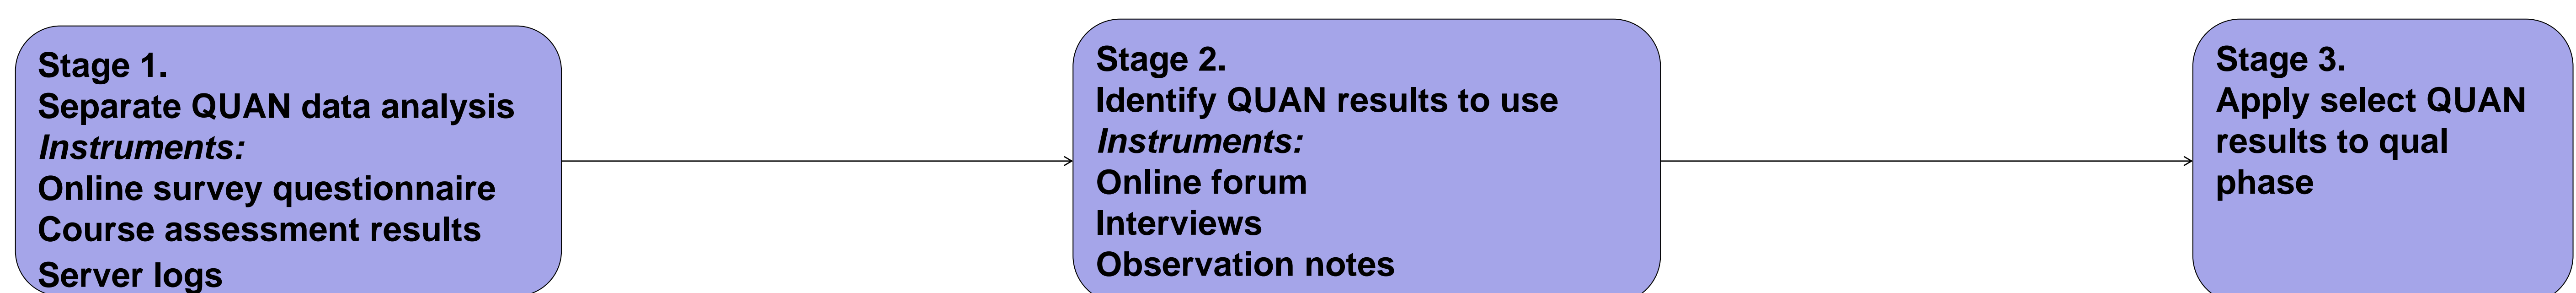 Stage 1.
Separate QUAN data analysis
Instruments:
Online survey questionnaire
Course assessment results
Server logs
Stage 2.
Identify QUAN results to use
Instruments:
Online forum
Interviews
Observation notes
Stage 3.
Apply select QUAN
results to qual
phase